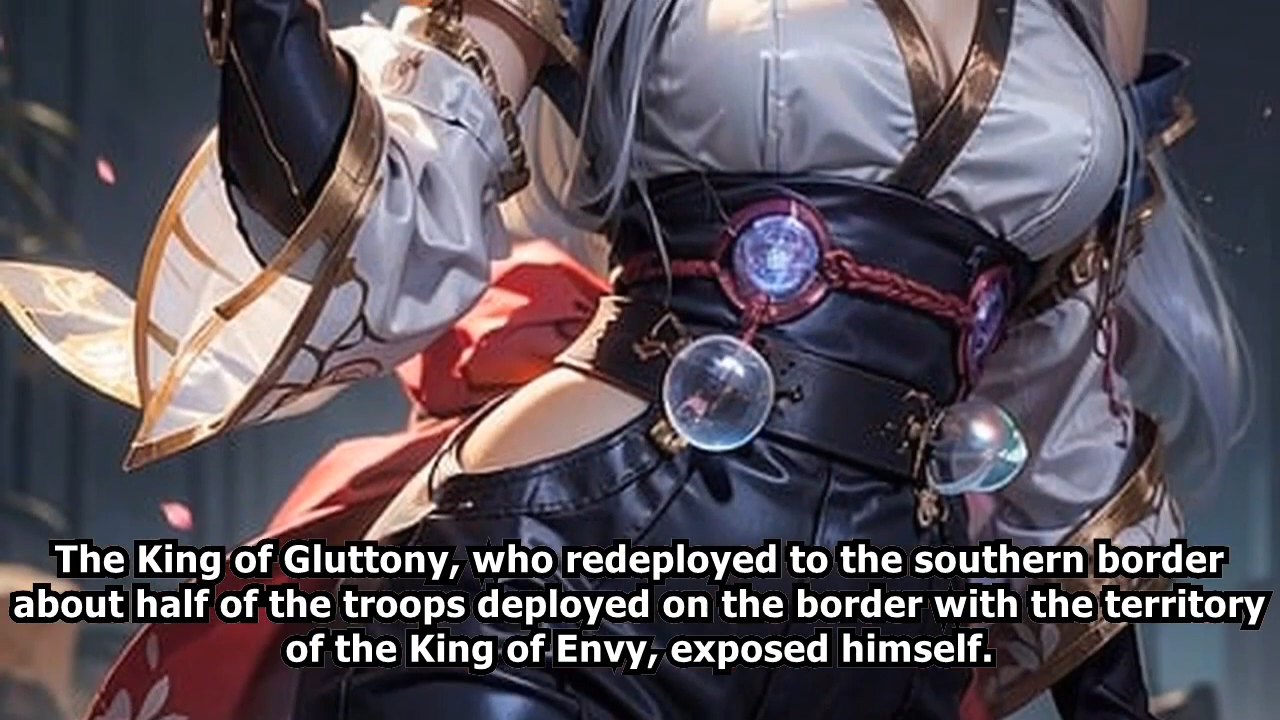 The King of Gluttony, who redeployed to the southern border
about half of the troops deployed on the border with the territory
of the King of Envy, exposed himself.